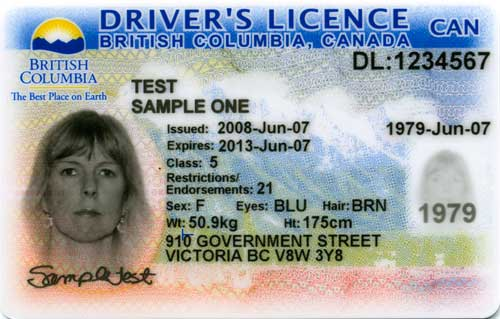 DRIVER'S LICENCE CAN
BRITISH COLUMBIA, CANADA
BRITISH
COLUMBIA
The Best Place on Earth
DL:1234567
TEST
SAMPLE ONE
Issued: 2008-Jun-07 1979-Jun-07
Expires: 2013-Jun-07
Class: 5
Restrictions/
Endorsements: 21
Sex: F Eyes: BLU Hair: BRN
Wt: 50.9kg Ht: 175cm
1979
910 GOVERNMENT STREET
VICTORIA BC V8W 3Y8
Sample test